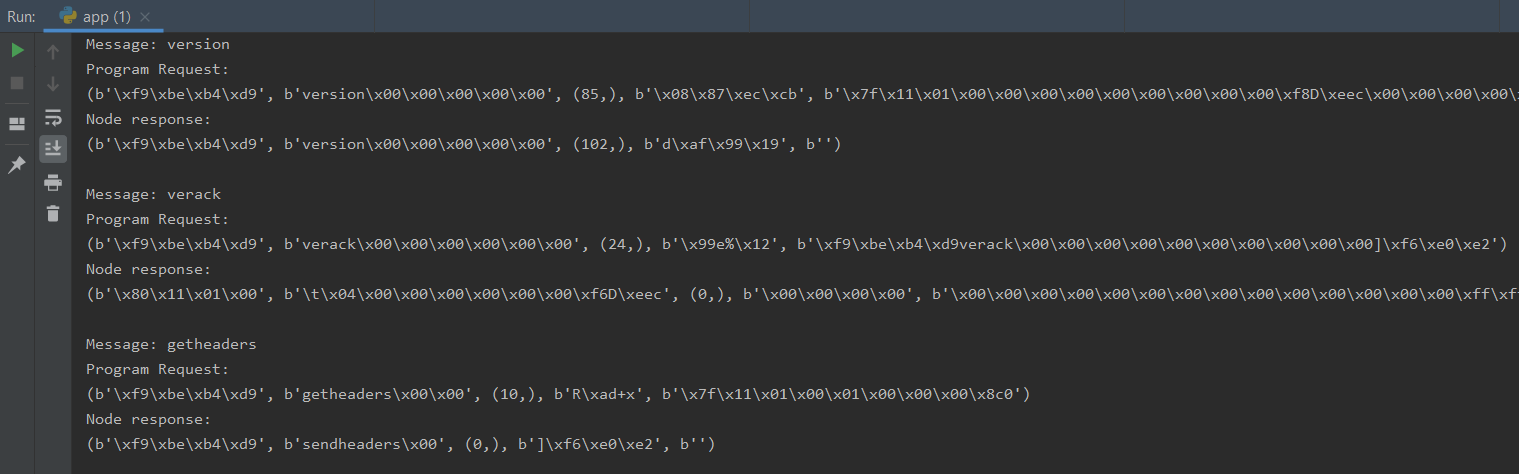 Run: app (1)
Message: version
Program Request:
(b'\xf9\xbe\xb4\xd9', b'version\x00\x00\x00\x00\x00', (85,), b'\x08\x87\xec\xcb', b'\x7f\x11\x01\x00\x00\x00\x00\x00\x00\x00\x00\x00\xf8D\xeec\x00\x00\x00\x00\
Node response:
(b'\xf9\xbe\xb4\xd9', b'version\x00\x00\x00\x00\x00', (102,), b'd\xaf\x99\x19', b'')
Message: verack
Program Request:
(b'\xf9\xbe\xb4\xd9', b'verack\x00\x00\x00\x00\x00\x00', (24,), b'\x99e%\x12', b'\xf9\xbe\xb4\xd9verack\x00\x00\x00\x00\x00\x00\x00\x00\x00\x00]\xf6\xe0\xe2')
Node response:
(b'\x80\x11\x01\x00', b'\t\x04\x00\x00\x00\x00\x00\x00\xf6D\xeec', (0,), b'\x00\x00\x00\x00', b'\x00\x00\x00\x00\x00\x00\x00\x00\x00\x00\x00\x00\x00\x00\xff\xf
Message: getheaders
Program Request:
(b'\xf9\xbe\xb4\xd9', b'getheaders\x00\x00', (10,), b'R\xad+x', b'\x7f\x11\x01\x00\x01\x00\x00\x00\x8c0')
Node response:
(b'\xf9\xbe\xb4\xd9', b'sendheaders\x00', (0,), b']\xf6\xe0\xe2', b'')